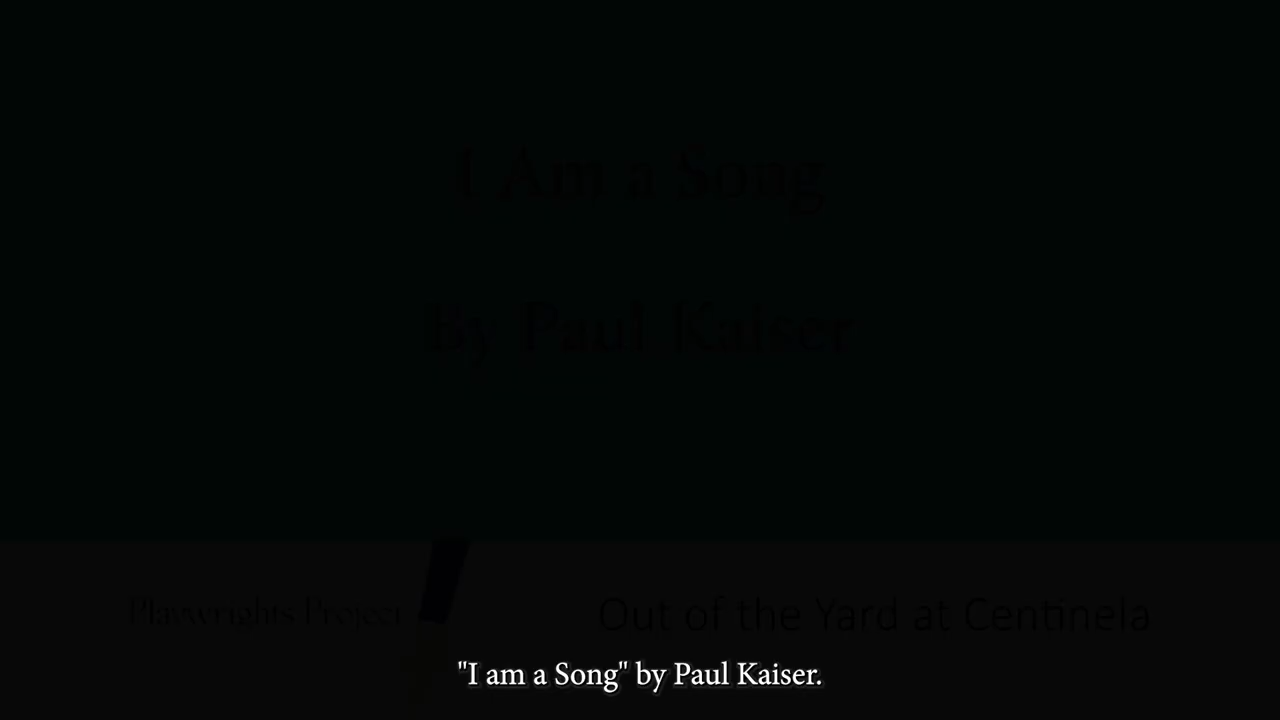 I Am a Song
By Paul Kaiser
Playwrights Project
Out of the Yard at Centinela
"I am a Song" by Paul Kaiser.